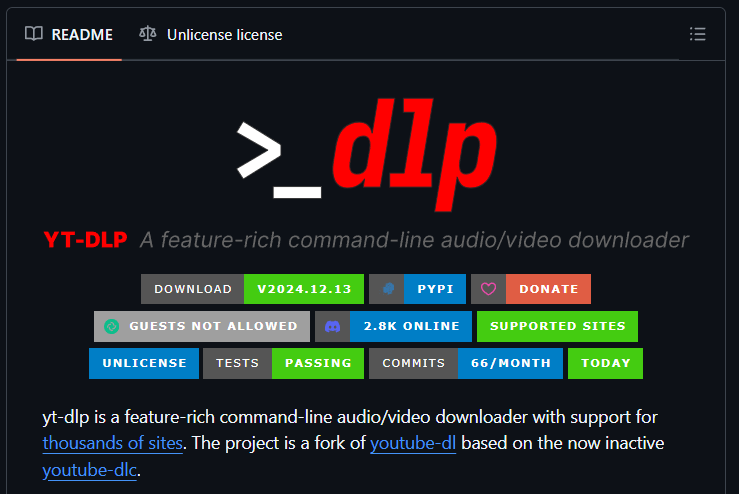 README Unlicense license
>_dlp
YT-DLP A feature-rich command-line audio/video downloader
DOWNLOAD V2024.12.13 PYPI DONATE
GUESTS NOT ALLOWED 2.8K ONLINE SUPPORTED SITES
UNLICENSE TESTS PASSING COMMITS 66/MONTH TODAY
yt-dlp is a feature-rich command-line audio/video downloader with support for
thousands of sites. The project is a fork of youtube-dl based on the now inactive
youtube-dlc.